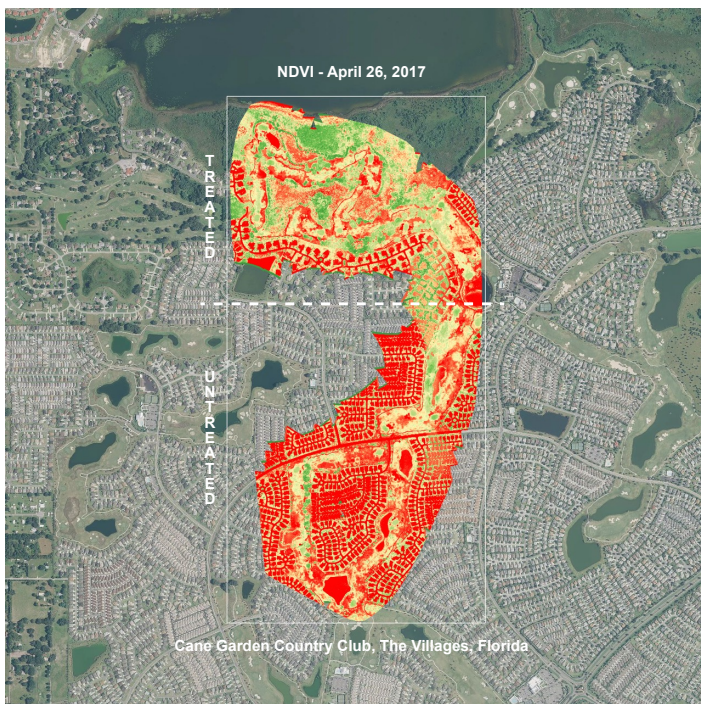 NDVI - April 26, 2017
TREATED
UNTREATED
Cane Garden Country Club, The Villages, Florida